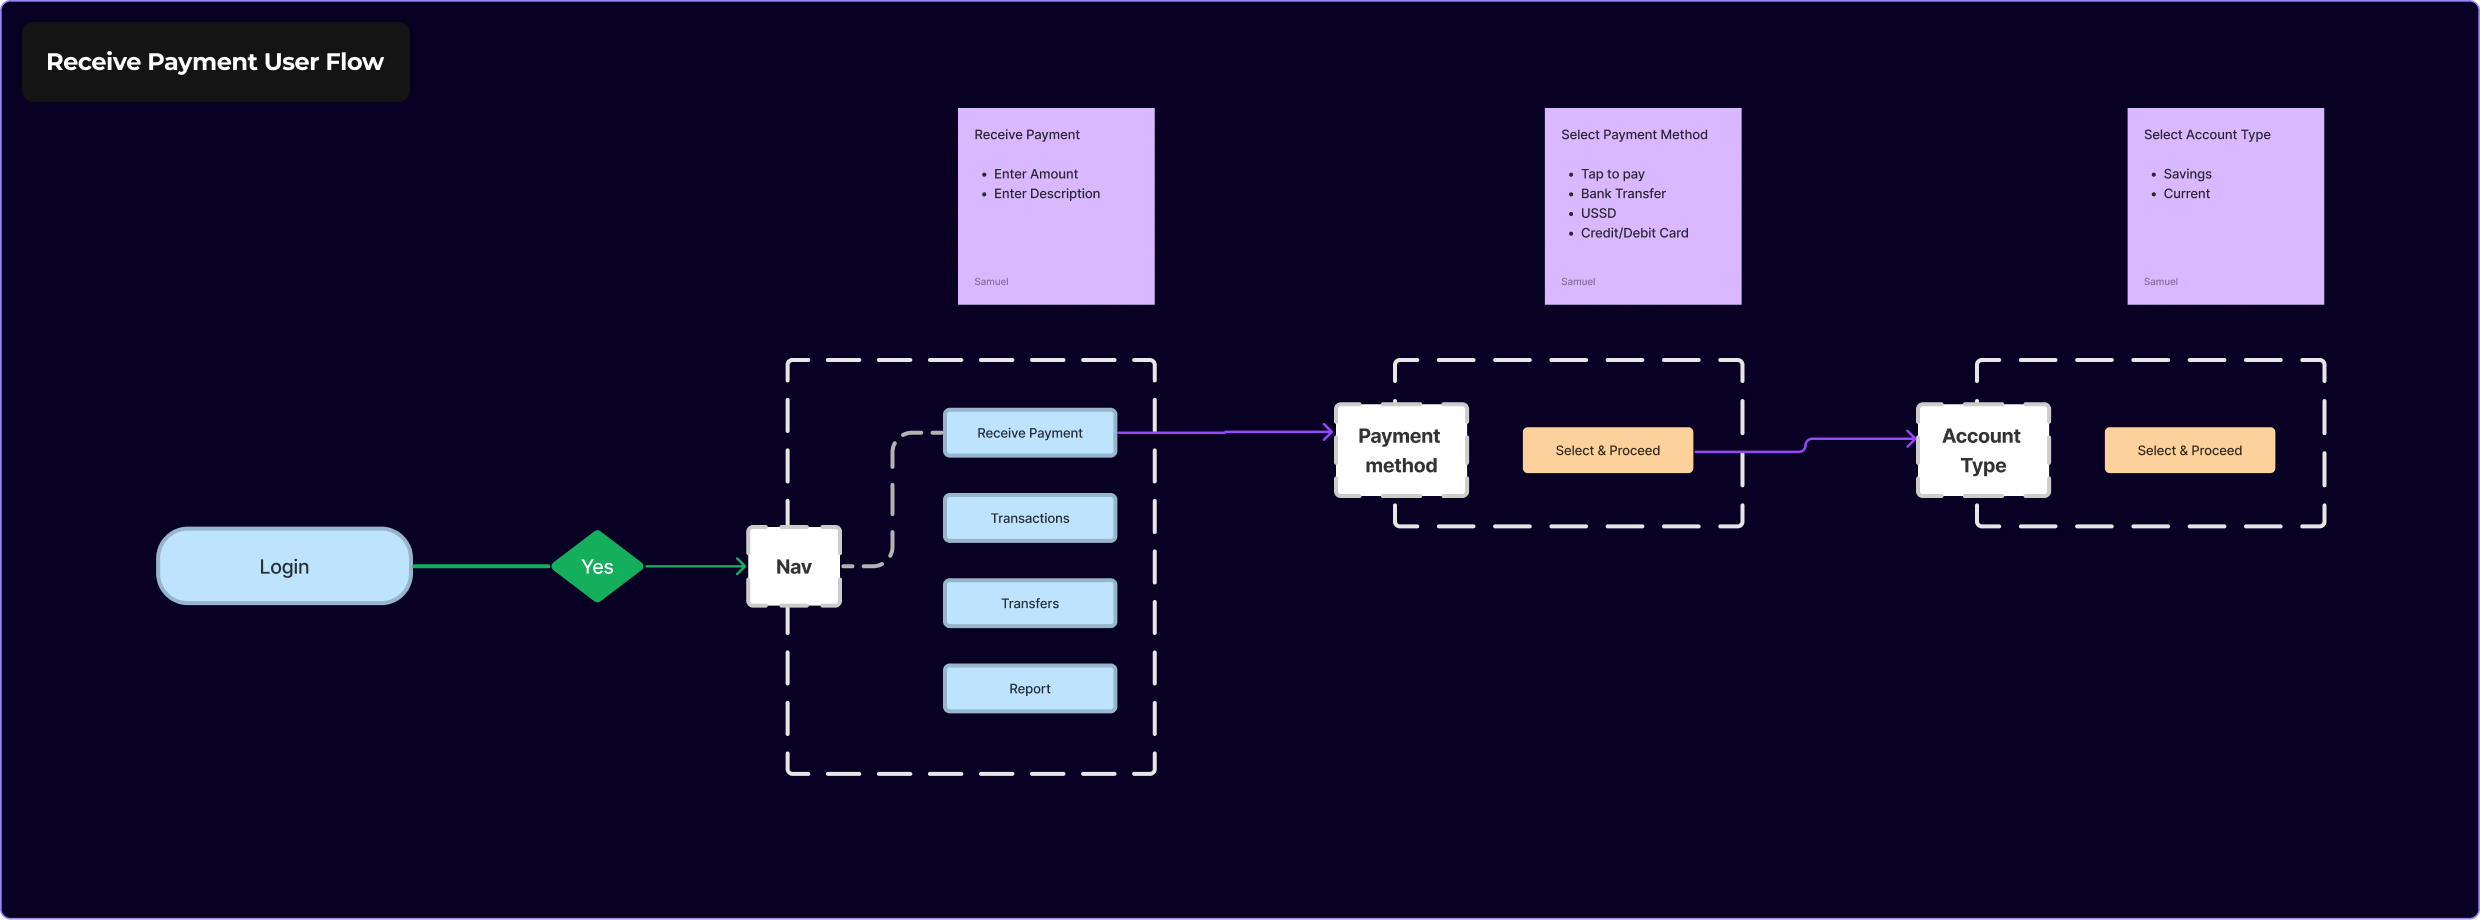 Receive Payment User Flow
Receive Payment
• Enter Amount
• Enter Description
Samuel
Select Payment Method
• Tap to pay
• Bank Transfer
• USSD
• Credit/Debit Card
Samuel
Select Account Type
• Savings
• Current
Samuel
Login
Yes
Nav
Receive Payment
Transactions
Transfers
Report
Payment
method
Select & Proceed
Account
Type
Select & Proceed